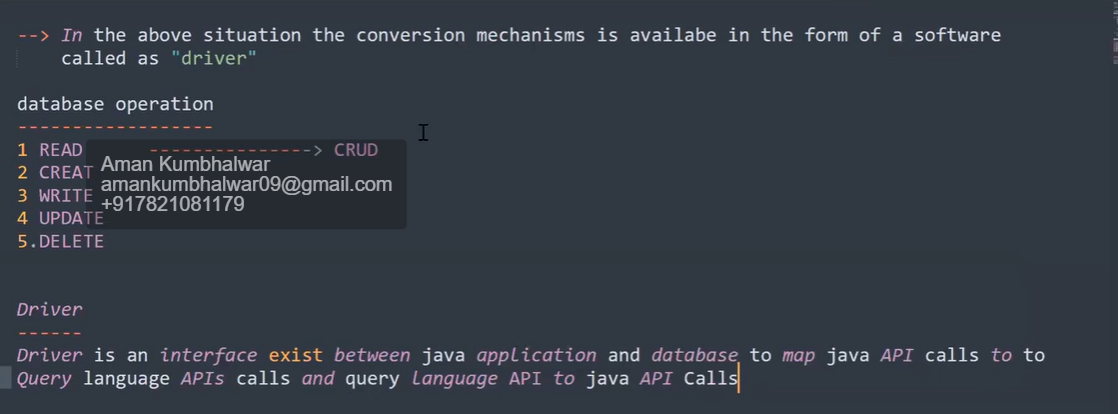 --> In the above situation the conversion mechanisms is availabe in the form of a software
called as "driver"
database operation
------------------
1 READ ---------------> CRUD
2 CREAT
3 WRITE
4 UPDATE
5.DELETE
Aman Kumbhalwar
amankumbhalwar09@gmail.com
+917821081179
Driver
------
Driver is an interface exist between java application and database to map java API calls to to
Query language APIs calls and query language API to java API Calls